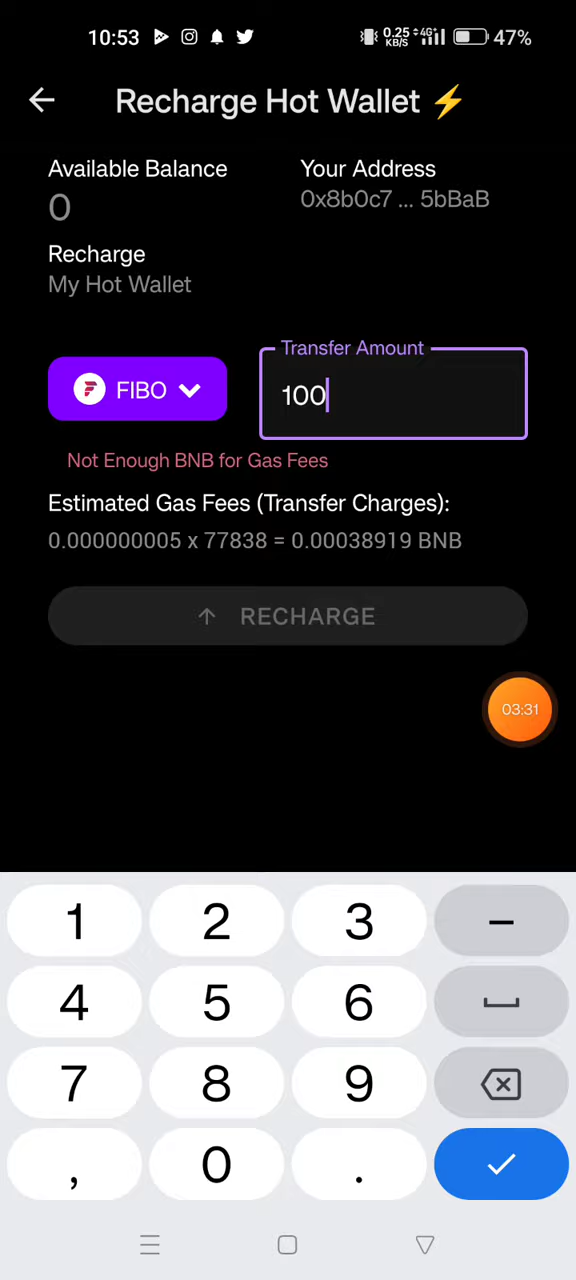 10:53 0.25 KB/S 4G+ 47%
Recharge Hot Wallet ⚡
Available Balance
0
Your Address
0x8b0c7 ... 5bBaB
Recharge
My Hot Wallet
FIBO
Transfer Amount
100
Not Enough BNB for Gas Fees
Estimated Gas Fees (Transfer Charges):
0.000000005 x 77838 = 0.00038919 BNB
↑ RECHARGE
03:31
1 2 3 –
4 5 6
7 8 9
, 0 .